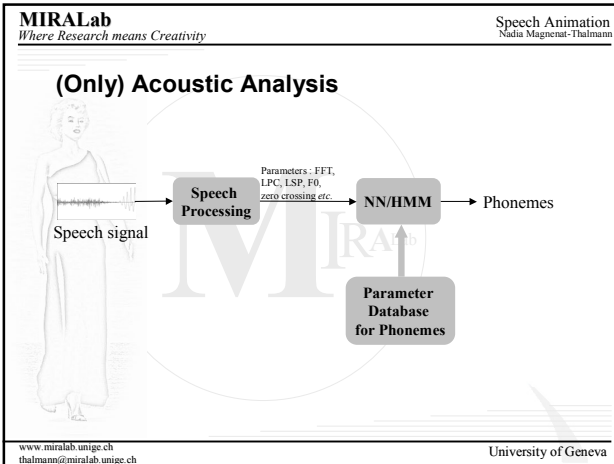 MIRALab
Where Research means Creativity
Speech Animation
Nadia Magnenat-Thalmann
(Only) Acoustic Analysis
Speech signal
Speech
Processing
Parameters : FFT,
LPC, LSP, F0,
zero crossing etc.
NN/HMM
Phonemes
Parameter
Database
for Phonemes
MIRALab
www.miralab.unige.ch
thalmann@miralab.unige.ch
University of Geneva